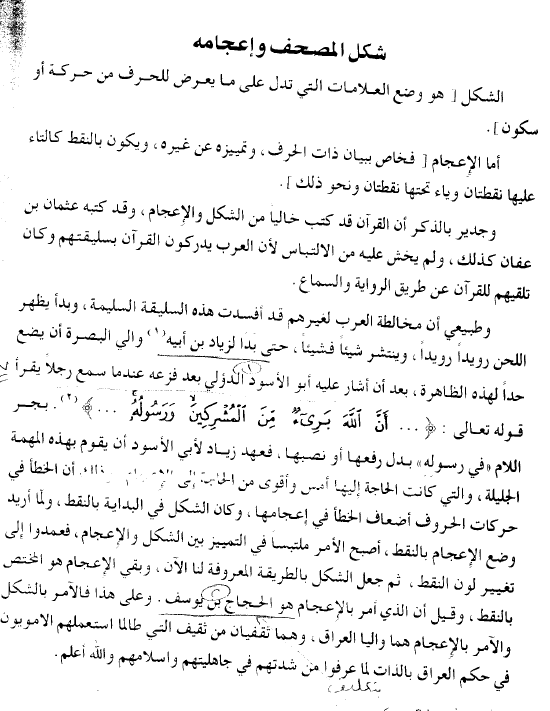 شكل المصحف وإعجامه
الشكل [ هو وضع العلامات التي تدل على ما يعرض للحرف من حركة أو
سكون ] .
أما الإعجام [ فخاص ببيان ذات الحرف ، وتمييزه عن غيره ، ويكون بالنقط كالتاء
عليها نقطتان وياء تحتها نقطتان ونحو ذلك ] .
وجدير بالذكر أن القرآن قد كتب خالياً من الشكل والإعجام ، وقد كتبه عثمان بن
عفان كذلك ، ولم يخش عليه من الالتباس لأن العرب يدركون القرآن بسليقتهم وكان
تلقيهم للقرآن عن طريق الرواية والسماع .
وطبيعي أن مخالطة العرب لغيرهم قد أفسدت هذه السليقة السليمة ، وبدأ يظهر
اللحن رويداً رويداً ، وينتشر شيئاً فشيئاً ، حتى بدا لزياد بن أبيه (١) والي البصرة أن يضع
حداً لهذه الظاهرة ، بعد أن أشار عليه أبو الأسود الدؤلي بعد فزعه عندما سمع رجلاً يقرأ
قوله تعالى : ﴿ ... أَنَّ اللَّهَ بَرِيءٌ مِّنَ الْمُشْرِكِينَ وَرَسُولُهُ ... ﴾ (٢) . بجر
اللام « في رسوله » بدل رفعها أو نصبها ، فعهد زياد لأبي الأسود أن يقوم بهذه المهمة
الجليلة ، والتي كانت الحاجة إليها أمس وأقوى من الحاجة إلى الإعجام وذلك أن الخطأ في
حركات الحروف أضعاف الخطأ في إعجامها ، وكان الشكل في البداية بالنقط ، ولما أريد
وضع الإعجام بالنقط ، أصبح الأمر ملتبساً في التمييز بين الشكل والإعجام ، فعمدوا إلى
تغيير لون النقط ، ثم جعل الشكل بالطريقة المعروفة لنا الآن ، وبقي الإعجام هو المختص
بالنقط ، وقيل أن الذي أمر بالإعجام هو الحجاج بن يوسف . وعلى هذا فالآمر بالشكل
والآمر بالإعجام هما واليا العراق ، وهما ثقفيان من ثقيف التي طالما استعملهم الامويون
في حكم العراق بالذات لما عرفوا من شدتهم في جاهليتهم واسلامهم والله أعلم .